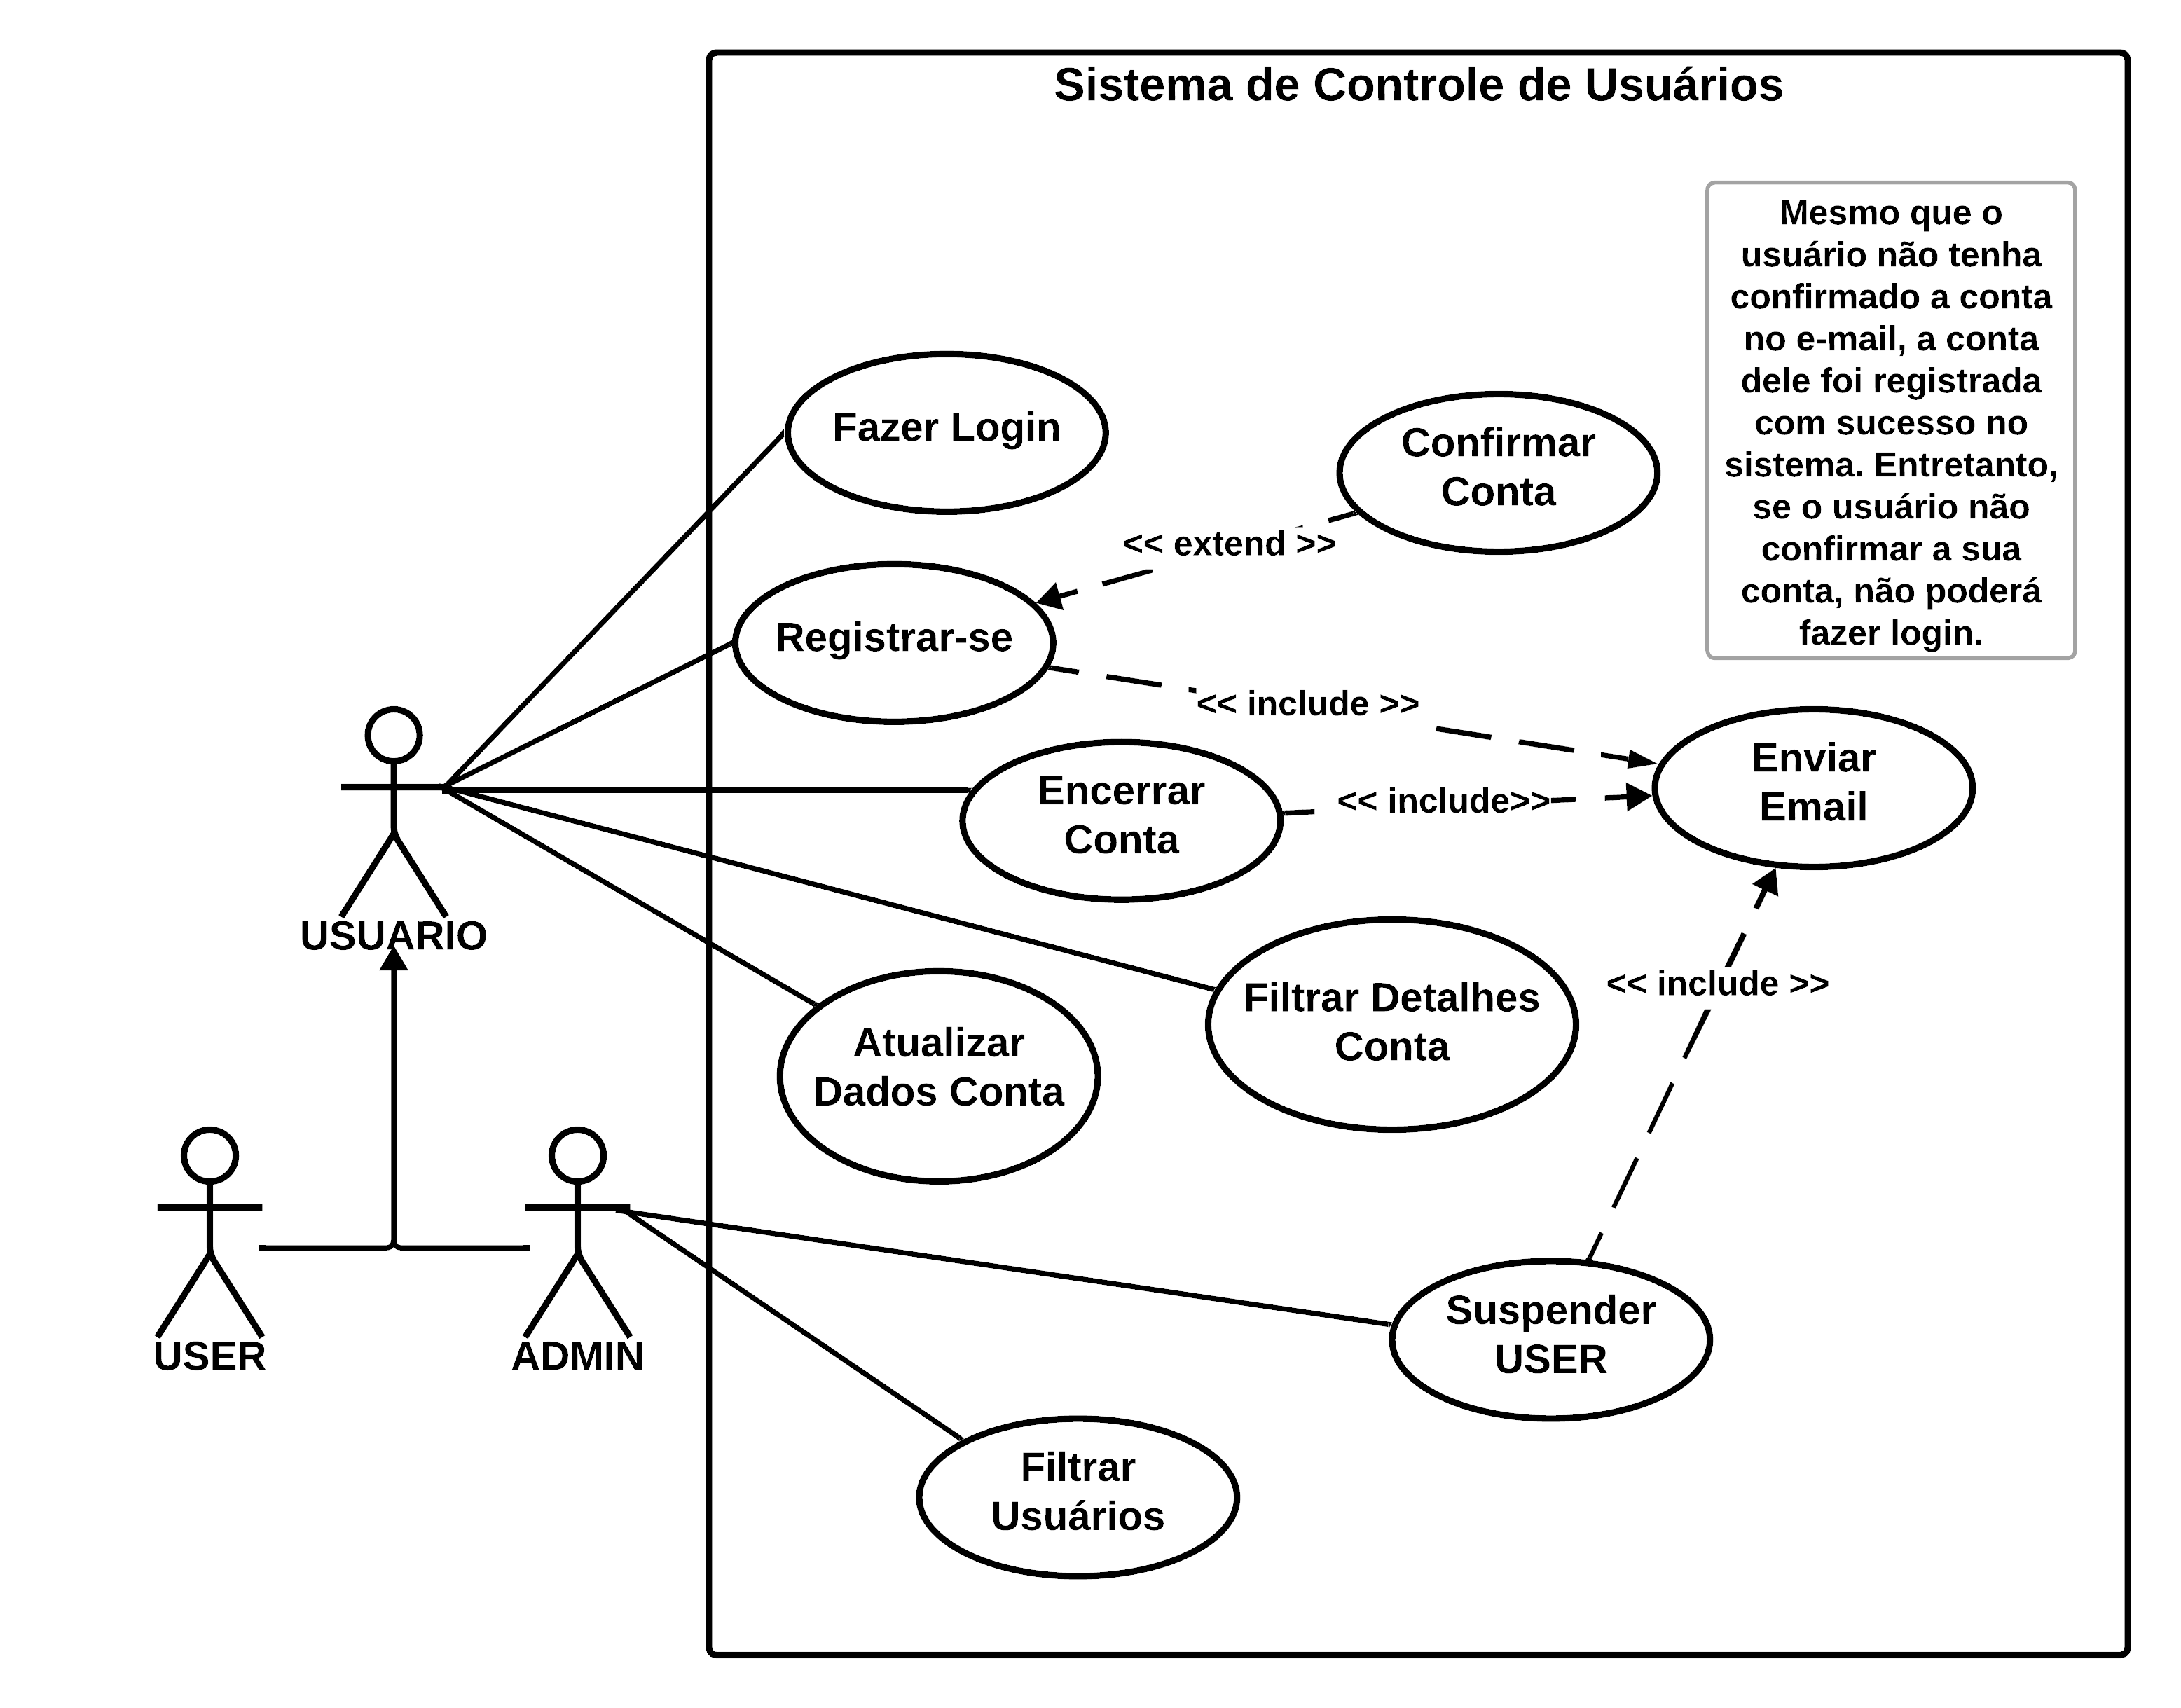 Sistema de Controle de Usuários
Mesmo que o
usuário não tenha
confirmado a conta
no e-mail, a conta
dele foi registrada
com sucesso no
sistema. Entretanto,
se o usuário não
confirmar a sua
conta, não poderá
fazer login.
Fazer Login
Confirmar
Conta
<< extend >>
Registrar-se
<< include >>
Enviar
Email
Encerrar
Conta
<< include>>
USUARIO
Filtrar Detalhes
Conta
<< include >>
Atualizar
Dados Conta
USER
ADMIN
Suspender
USER
Filtrar
Usuários